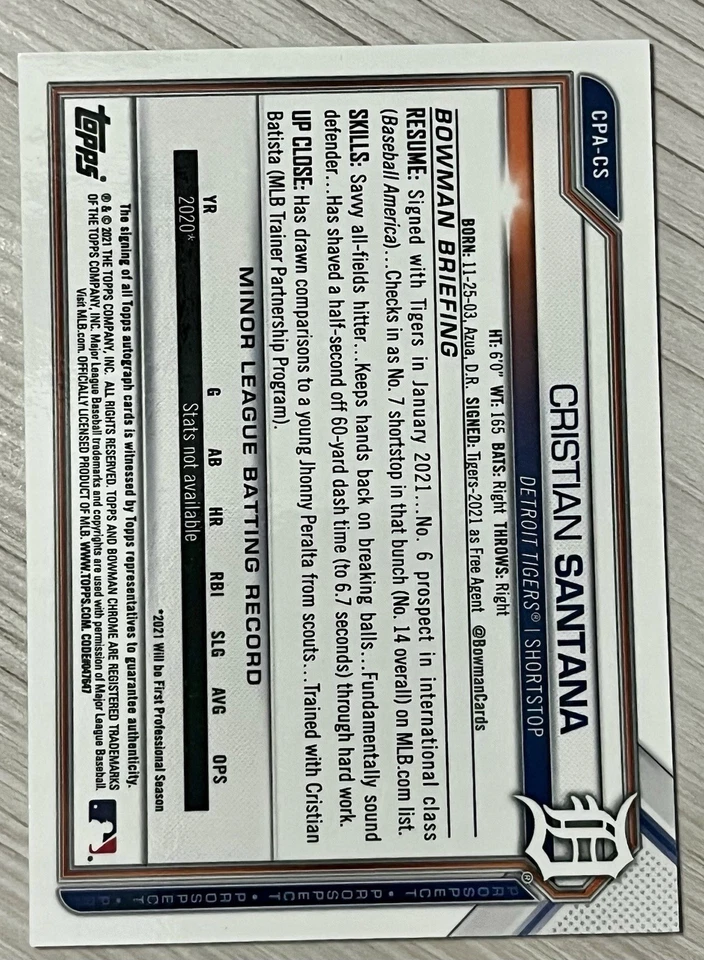 CPA-CS
CRISTIAN SANTANA
DETROIT TIGERS® | SHORTSTOP
HT: 6'0" WT: 165 BATS: Right THROWS: Right
BORN: 11-25-03, Azua, D.R. SIGNED: Tigers-2021 as Free Agent @BowmanCards
BOWMAN BRIEFING
RESUME: Signed with Tigers in January 2021...No. 6 prospect in international class
(Baseball America)...Checks in as No. 7 shortstop in that bunch (No. 14 overall) on MLB.com list.
SKILLS: Savvy all-fields hitter...Keeps hands back on breaking balls...Fundamentally sound
defender...Has shaved a half-second off 60-yard dash time (to 6.7 seconds) through hard work.
UP CLOSE: Has drawn comparisons to a young Jhonny Peralta from scouts...Trained with Cristian
Batista (MLB Trainer Partnership Program).
MINOR LEAGUE BATTING RECORD
YR G AB HR RBI SLG AVG OPS
2020* Stats not available
*2021 Will be First Professional Season
The signing of all Topps autograph cards is witnessed by Topps representatives to guarantee authenticity.
® & © 2021 THE TOPPS COMPANY, INC. ALL RIGHTS RESERVED. TOPPS AND BOWMAN CHROME ARE REGISTERED TRADEMARKS
OF THE TOPPS COMPANY, INC. Major League Baseball trademarks and copyrights are used with permission of Major League Baseball.
Visit MLB.com. OFFICIALLY LICENSED PRODUCT OF MLB. WWW.TOPPS.COM. CODE#047647
Topps®
D
®
PROSPECT • PROSPECT • PROSPECT • PR